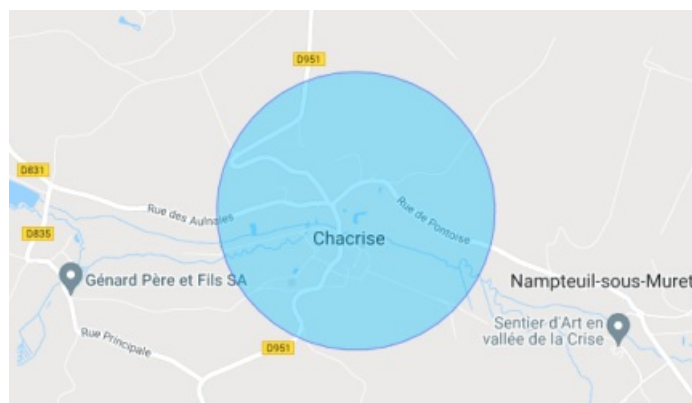 D951
D831
Rue des Aulnaies
Rue de Pontoise
D835
Chacrise
Génard Père et Fils SA
Nampteuil-sous-Muret
Sentier d'Art en
vallée de la Crise
Rue Principale
D951